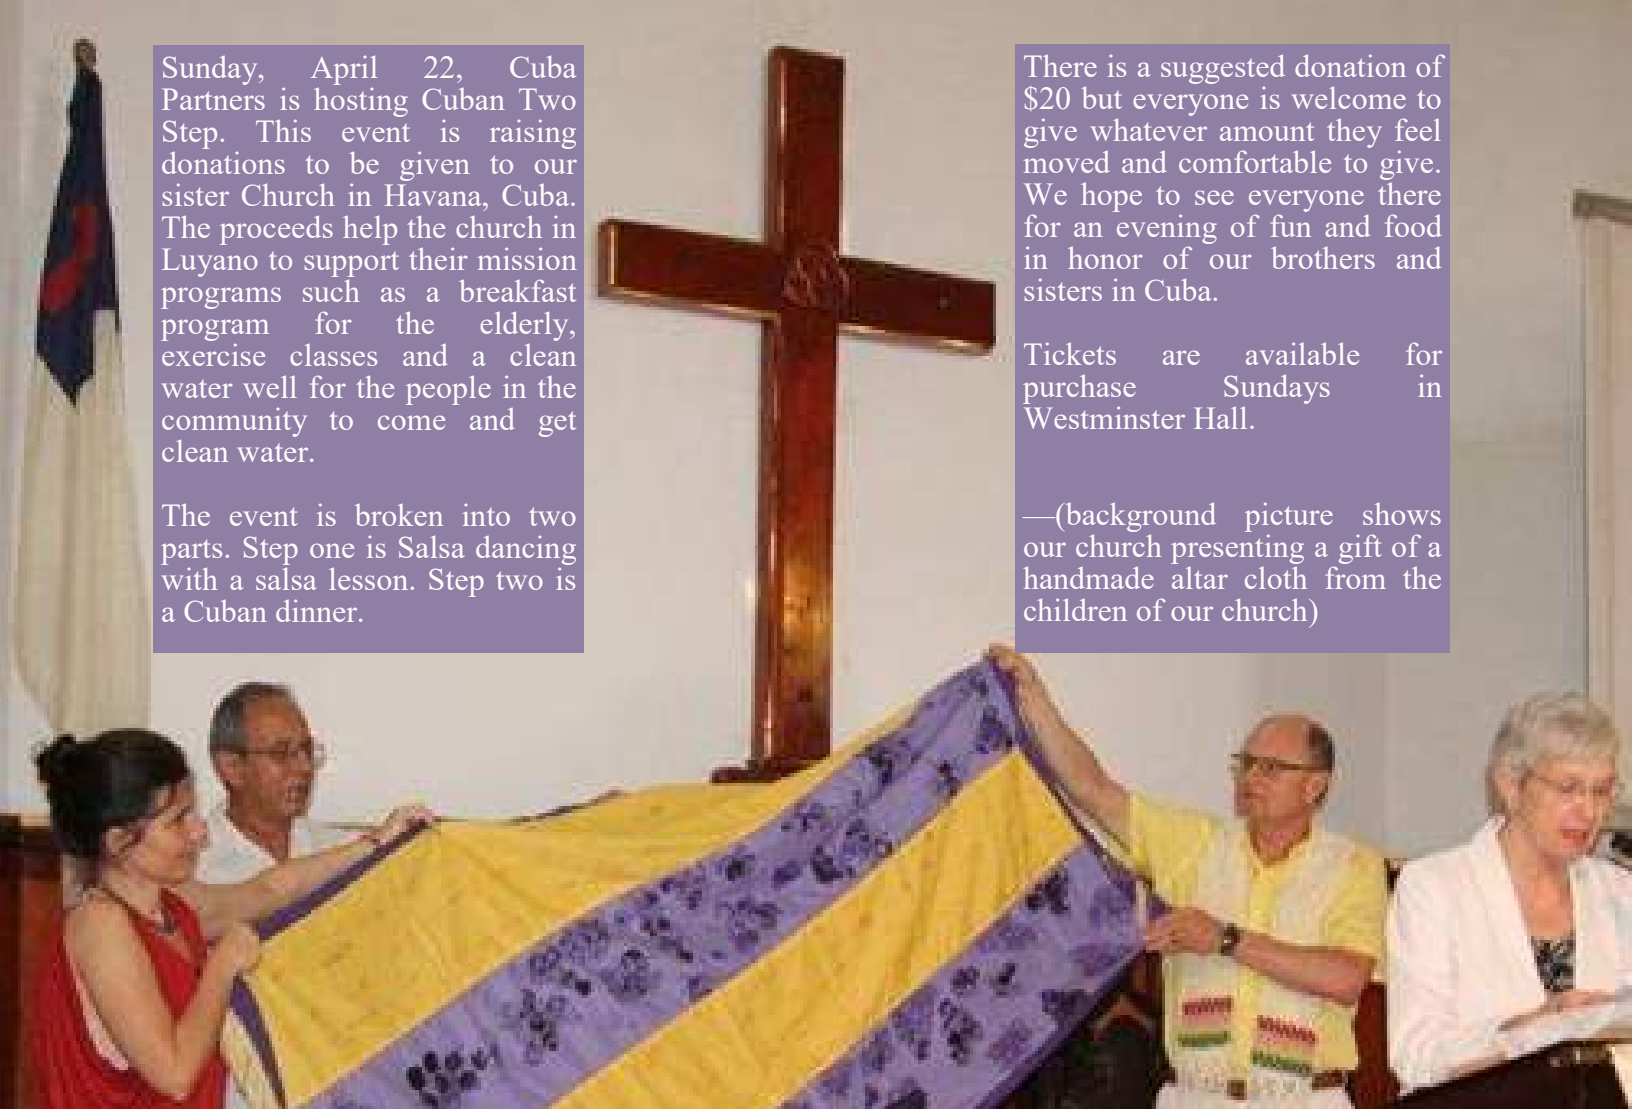 Sunday, April 22, Cuba
Partners is hosting Cuban Two
Step. This event is raising
donations to be given to our
sister Church in Havana, Cuba.
The proceeds help the church in
Luyano to support their mission
programs such as a breakfast
program for the elderly,
exercise classes and a clean
water well for the people in the
community to come and get
clean water.
The event is broken into two
parts. Step one is Salsa dancing
with a salsa lesson. Step two is
a Cuban dinner.
There is a suggested donation of
$20 but everyone is welcome to
give whatever amount they feel
moved and comfortable to give.
We hope to see everyone there
for an evening of fun and food
in honor of our brothers and
sisters in Cuba.
Tickets are available for
purchase Sundays in
Westminster Hall.
—(background picture shows
our church presenting a gift of a
handmade altar cloth from the
children of our church)